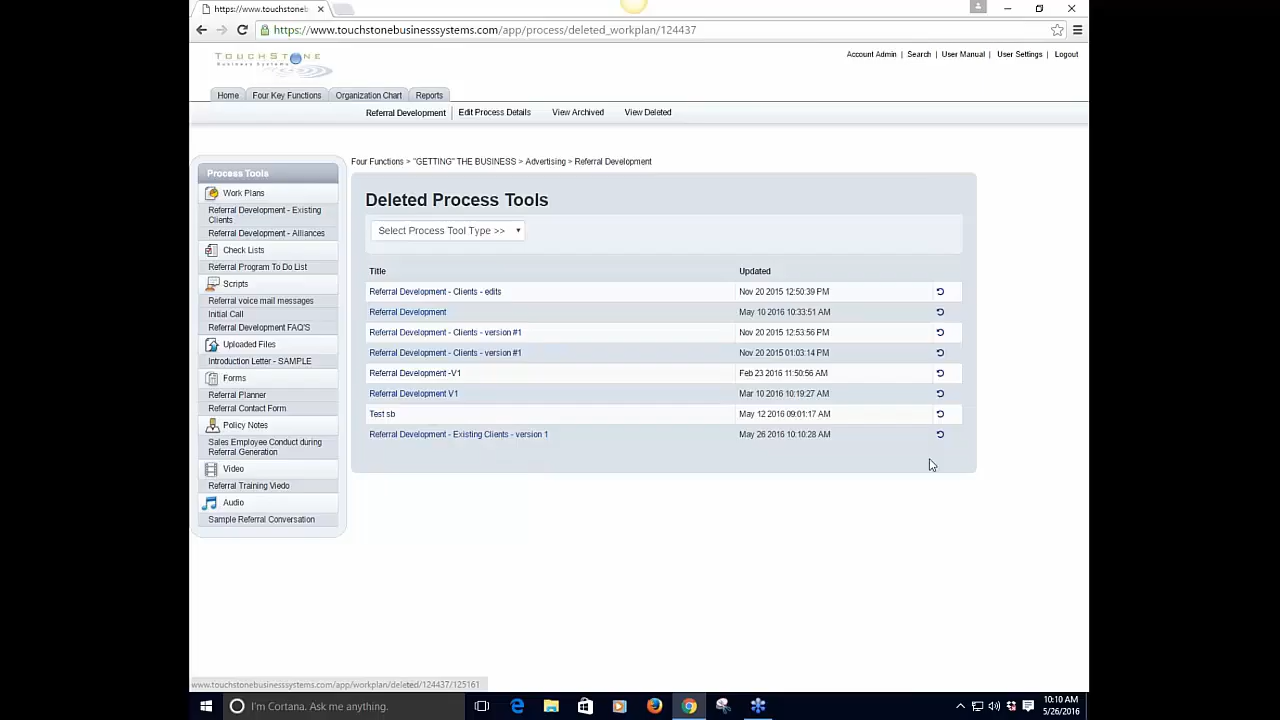 https://www.touchstone
https://www.touchstonebusinesssystems.com/app/process/deleted_workplan/124437
TOUCHSTONE
Business Systems
Account Admin | Search | User Manual | User Settings | Logout
Home Four Key Functions Organization Chart Reports
Referral Development Edit Process Details View Archived View Deleted
Four Functions > "GETTING" THE BUSINESS > Advertising > Referral Development
Process Tools
Work Plans
Referral Development - Existing
Clients
Referral Development - Alliances
Check Lists
Referral Program To Do List
Scripts
Referral voice mail messages
Initial Call
Referral Development FAQ'S
Uploaded Files
Introduction Letter - SAMPLE
Forms
Referral Planner
Referral Contact Form
Policy Notes
Sales Employee Conduct during
Referral Generation
Video
Referral Training Viedo
Audio
Sample Referral Conversation
Deleted Process Tools
Select Process Tool Type >>
Title Updated
Referral Development - Clients - edits Nov 20 2015 12:50:39 PM
Referral Development May 10 2016 10:33:51 AM
Referral Development - Clients - version #1 Nov 20 2015 12:53:56 PM
Referral Development - Clients - version #1 Nov 20 2015 01:03:14 PM
Referral Development -V1 Feb 23 2016 11:50:56 AM
Referral Development V1 Mar 10 2016 10:19:27 AM
Test sb May 12 2016 09:01:17 AM
Referral Development - Existing Clients - version 1 May 26 2016 10:10:28 AM
www.touchstonebusinesssystems.com/app/workplan/deleted/124437/125161
I'm Cortana. Ask me anything.
10:10 AM
5/26/2016